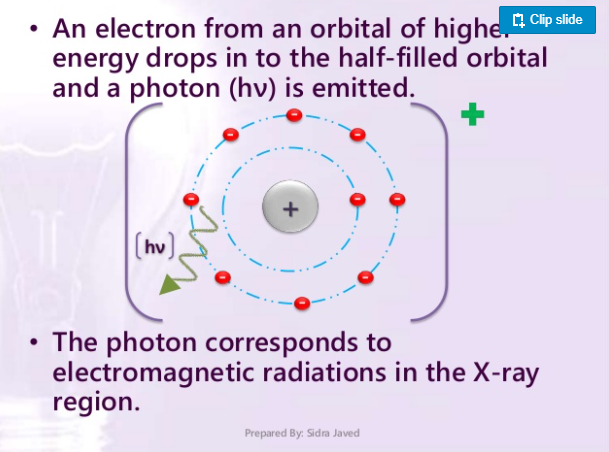 • An electron from an orbital of higher
Clip slide
energy drops in to the half-filled orbital
and a photon (hν) is emitted.
+
+
- 
-
-
-
-
-
-
-
-
[hν]
• The photon corresponds to
electromagnetic radiations in the X-ray
region.
Prepared By: Sidra Javed